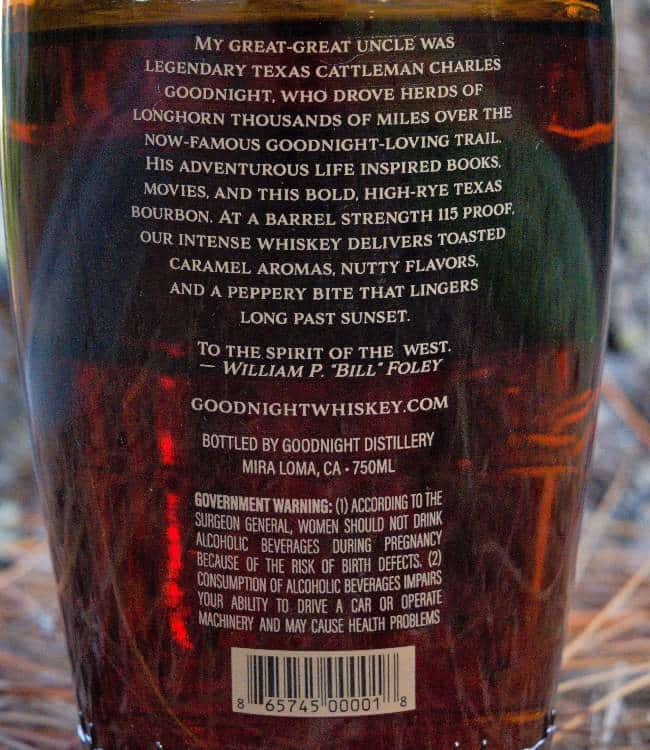 My great-great uncle was
legendary Texas cattleman Charles
Goodnight, who drove herds of
longhorn thousands of miles over the
now-famous Goodnight-Loving Trail.
His adventurous life inspired books,
movies, and this bold, high-rye Texas
bourbon. At a barrel strength 115 proof,
our intense whiskey delivers toasted
caramel aromas, nutty flavors,
and a peppery bite that lingers
long past sunset.
To the spirit of the West.
— William P. "Bill" Foley
GOODNIGHTWHISKEY.COM
BOTTLED BY GOODNIGHT DISTILLERY
MIRA LOMA, CA • 750ML
GOVERNMENT WARNING: (1) ACCORDING TO THE
SURGEON GENERAL, WOMEN SHOULD NOT DRINK
ALCOHOLIC BEVERAGES DURING PREGNANCY
BECAUSE OF THE RISK OF BIRTH DEFECTS. (2)
CONSUMPTION OF ALCOHOLIC BEVERAGES IMPAIRS
YOUR ABILITY TO DRIVE A CAR OR OPERATE
MACHINERY AND MAY CAUSE HEALTH PROBLEMS
8 65745 00001 8